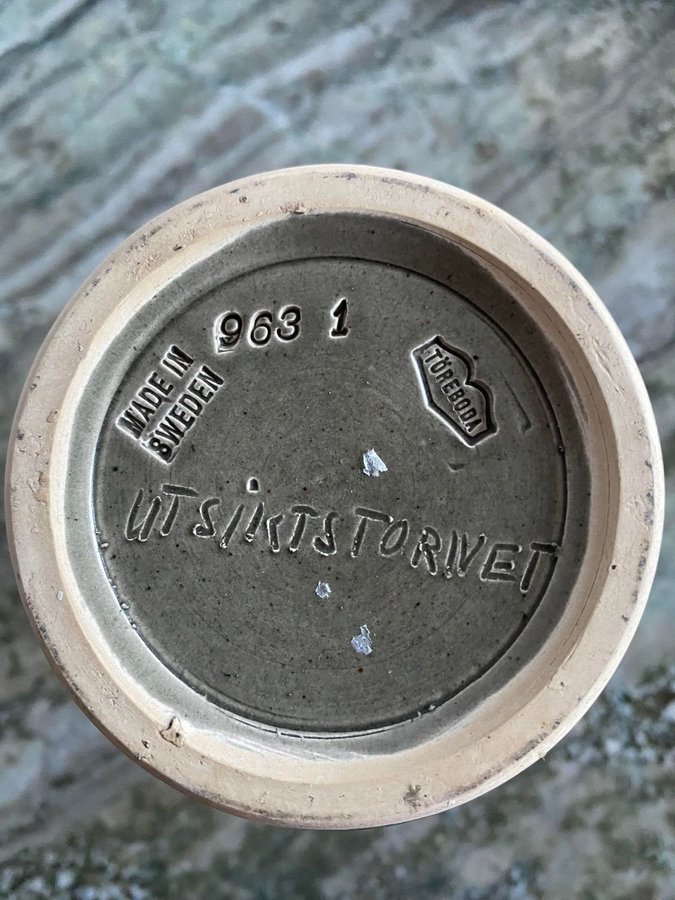 963 1
MADE IN
SWEDEN
TÖREBODA
UTSIKTSTORNET